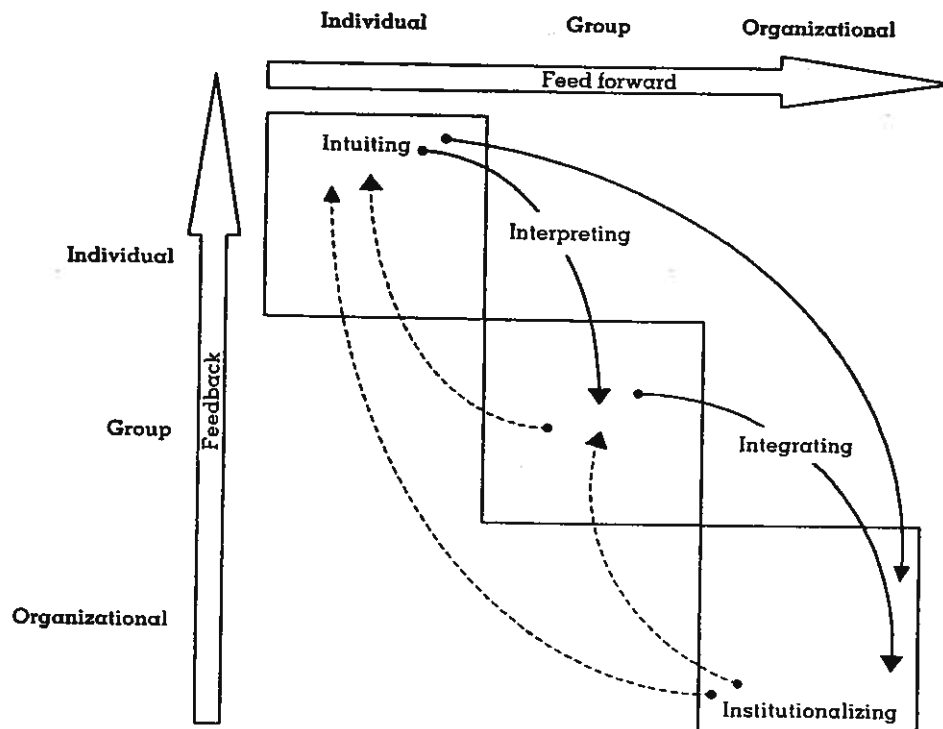 Individual Group Organizational
Feed forward
Intuiting
Interpreting
Individual
Feedback
Group
Integrating
Organizational
Institutionalizing